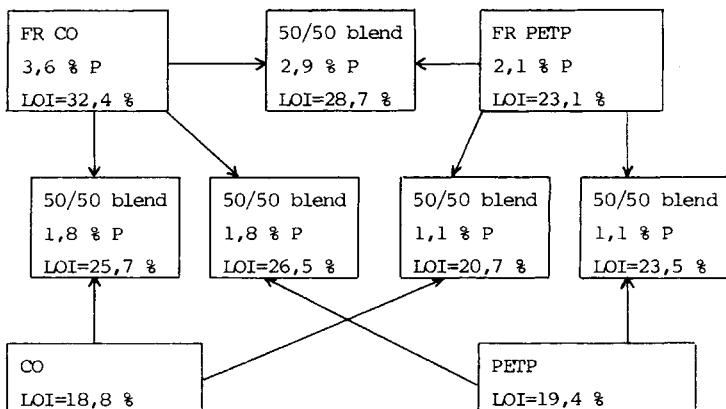 FR CO
3,6 % P
LOI=32,4 %
50/50 blend
2,9 % P
LOI=28,7 %
FR PETP
2,1 % P
LOI=23,1 %
50/50 blend
1,8 % P
LOI=25,7 %
50/50 blend
1,8 % P
LOI=26,5 %
50/50 blend
1,1 % P
LOI=20,7 %
50/50 blend
1,1 % P
LOI=23,5 %
CO
LOI=18,8 %
PETP
LOI=19,4 %